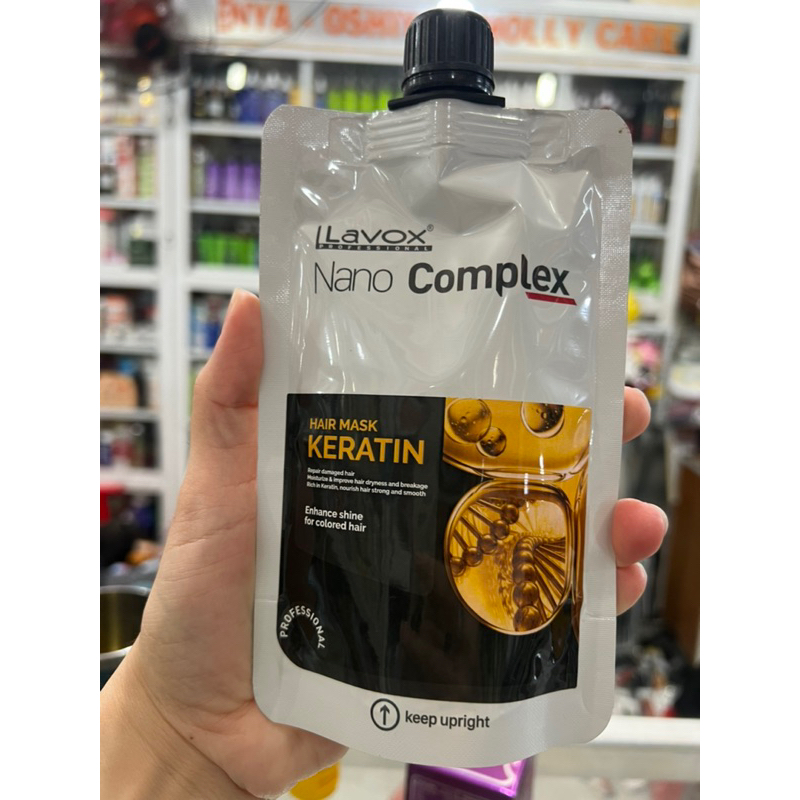 LLavox®
PROFESSIONAL
Nano Complex
HAIR MASK
KERATIN
Repair damaged hair
Moisturize & improve hair dryness and breakage
Rich in Keratin, nourish hair strong and smooth
Enhance shine
for colored hair
PROFESSIONAL
keep upright